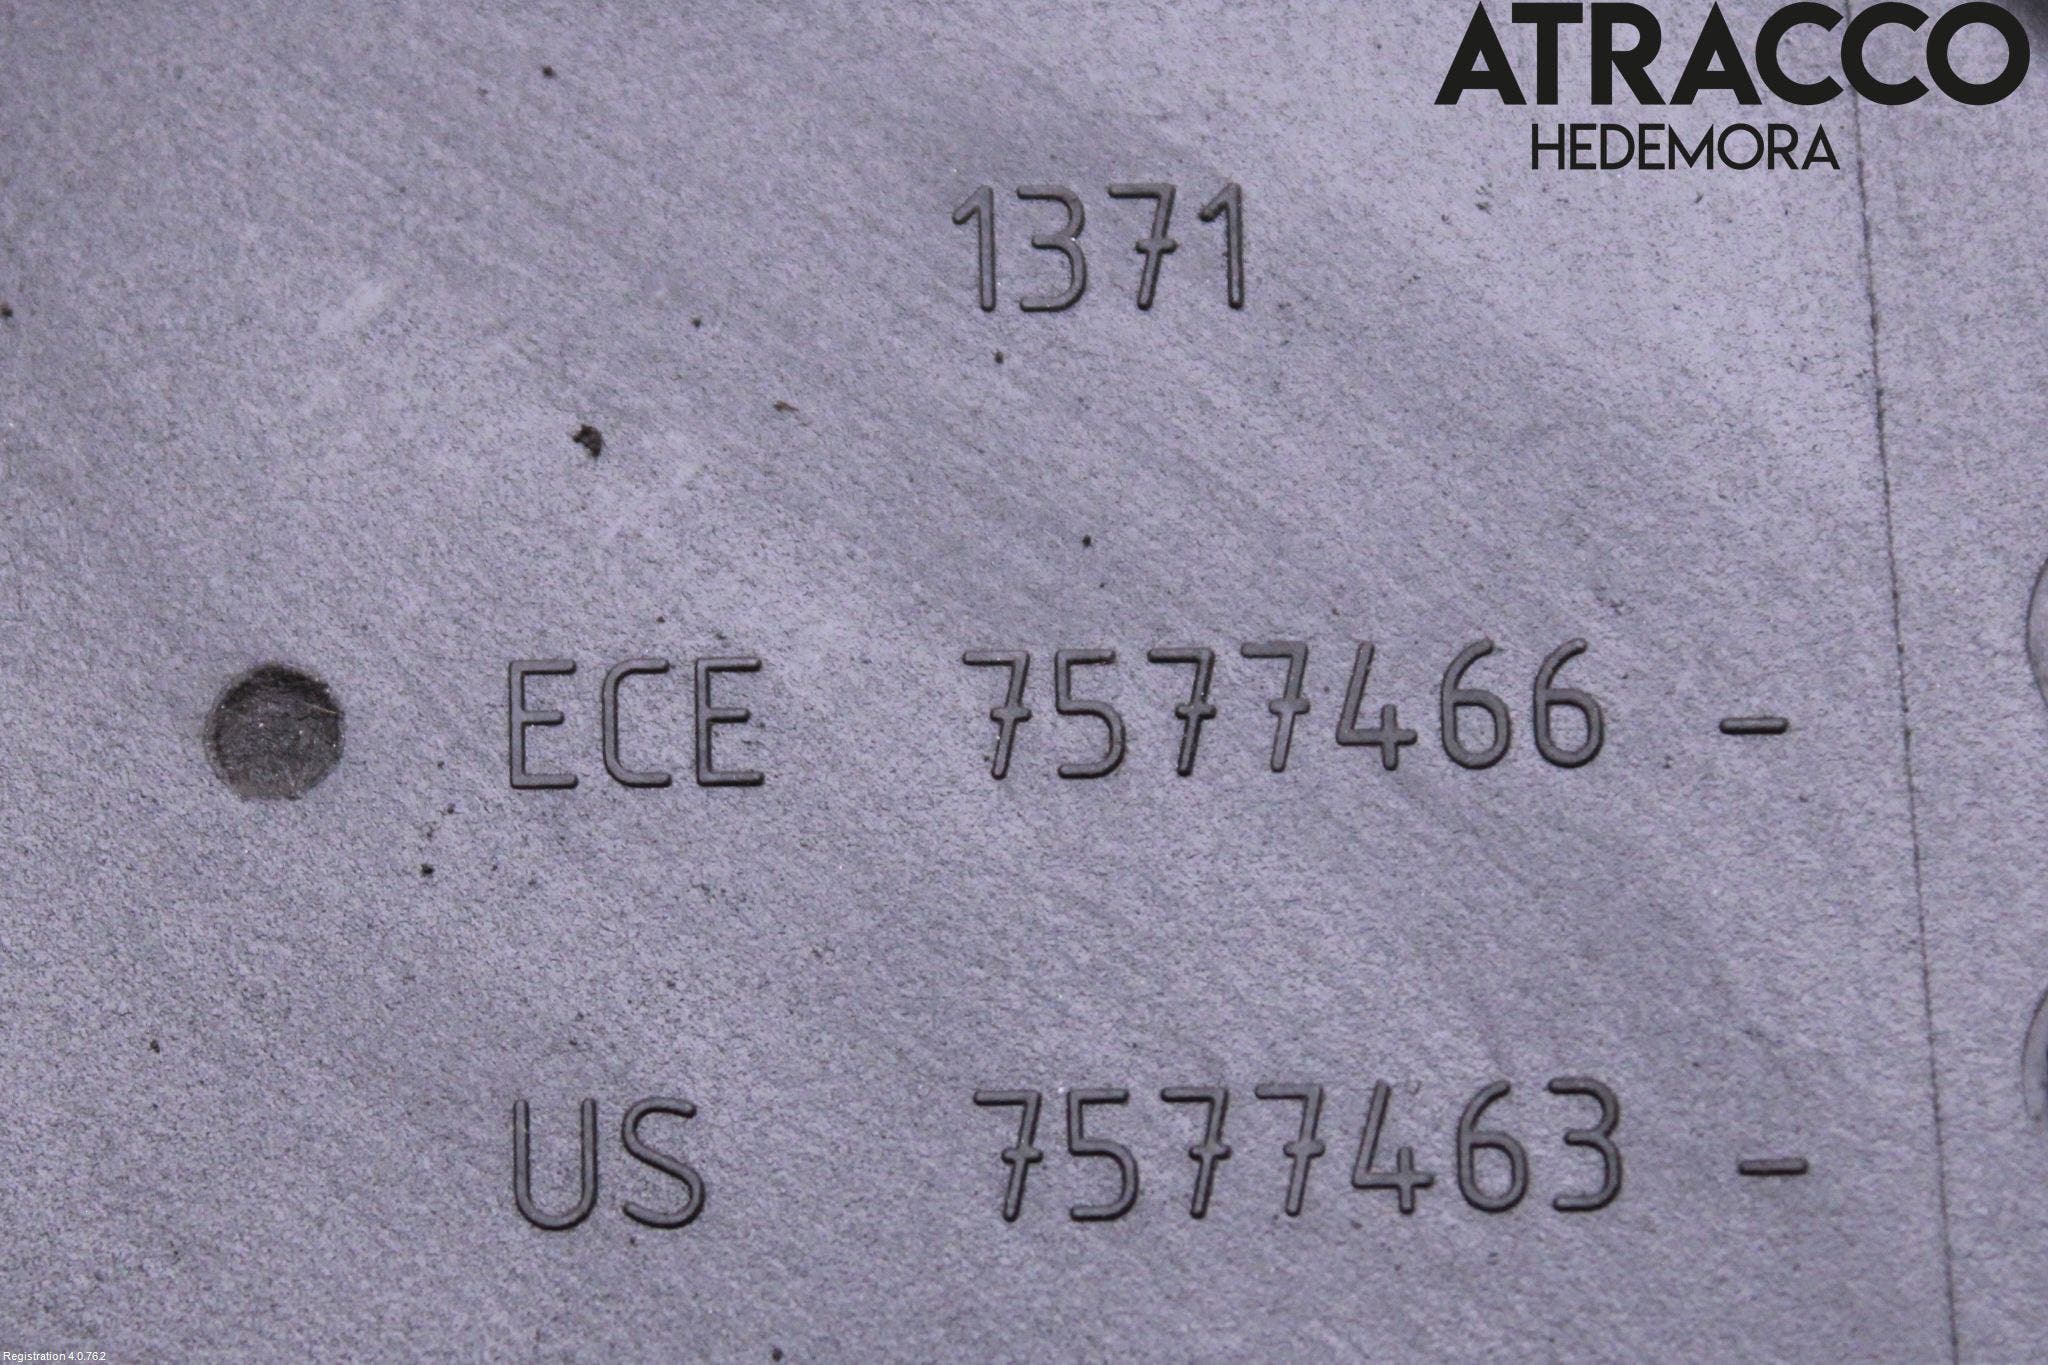 ATRACCO
HEDEMORA
1371
ECE 7577466 -
US 7577463 -
Registration 4.0.762